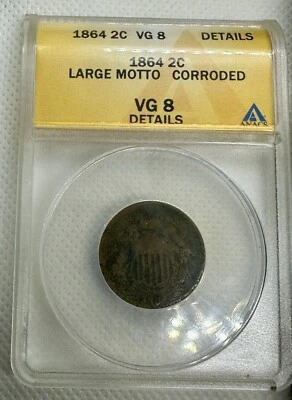 1864 2C VG 8 DETAILS
1864 2C
LARGE MOTTO CORRODED
VG 8
DETAILS
ANACS